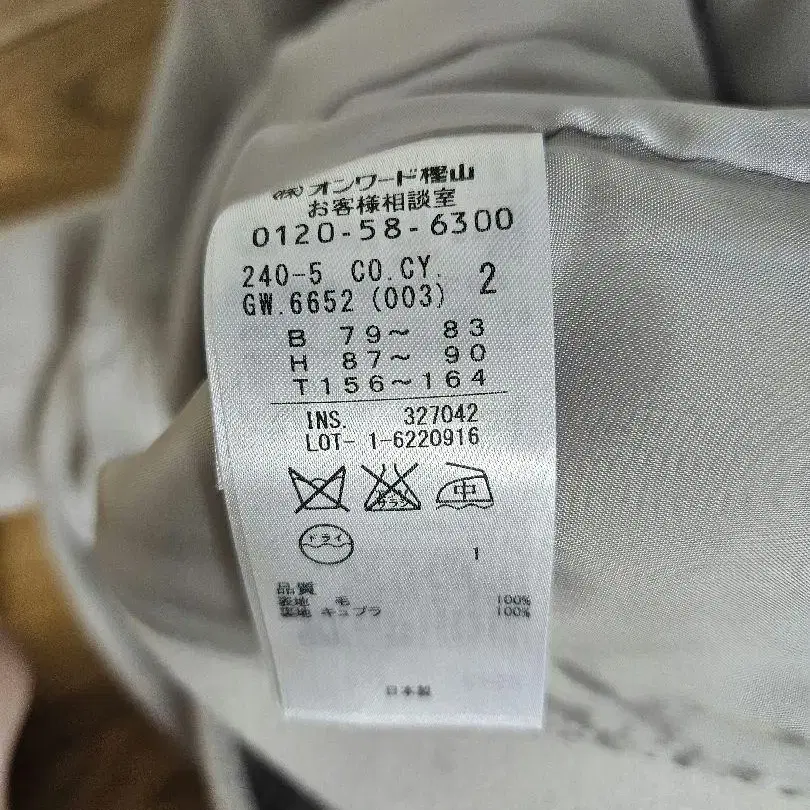 (株)オンワード樫山
お客様相談室
0120-58-6300
240-5 CO.CY. 2
GW.6652 (003)
B 79～ 83
H 87～ 90
T156～164
INS. 327042
LOT- 1-6220916
サラシ 中
ドライ 1
品質
表地 毛 100%
裏地 キュプラ 100%
日本製